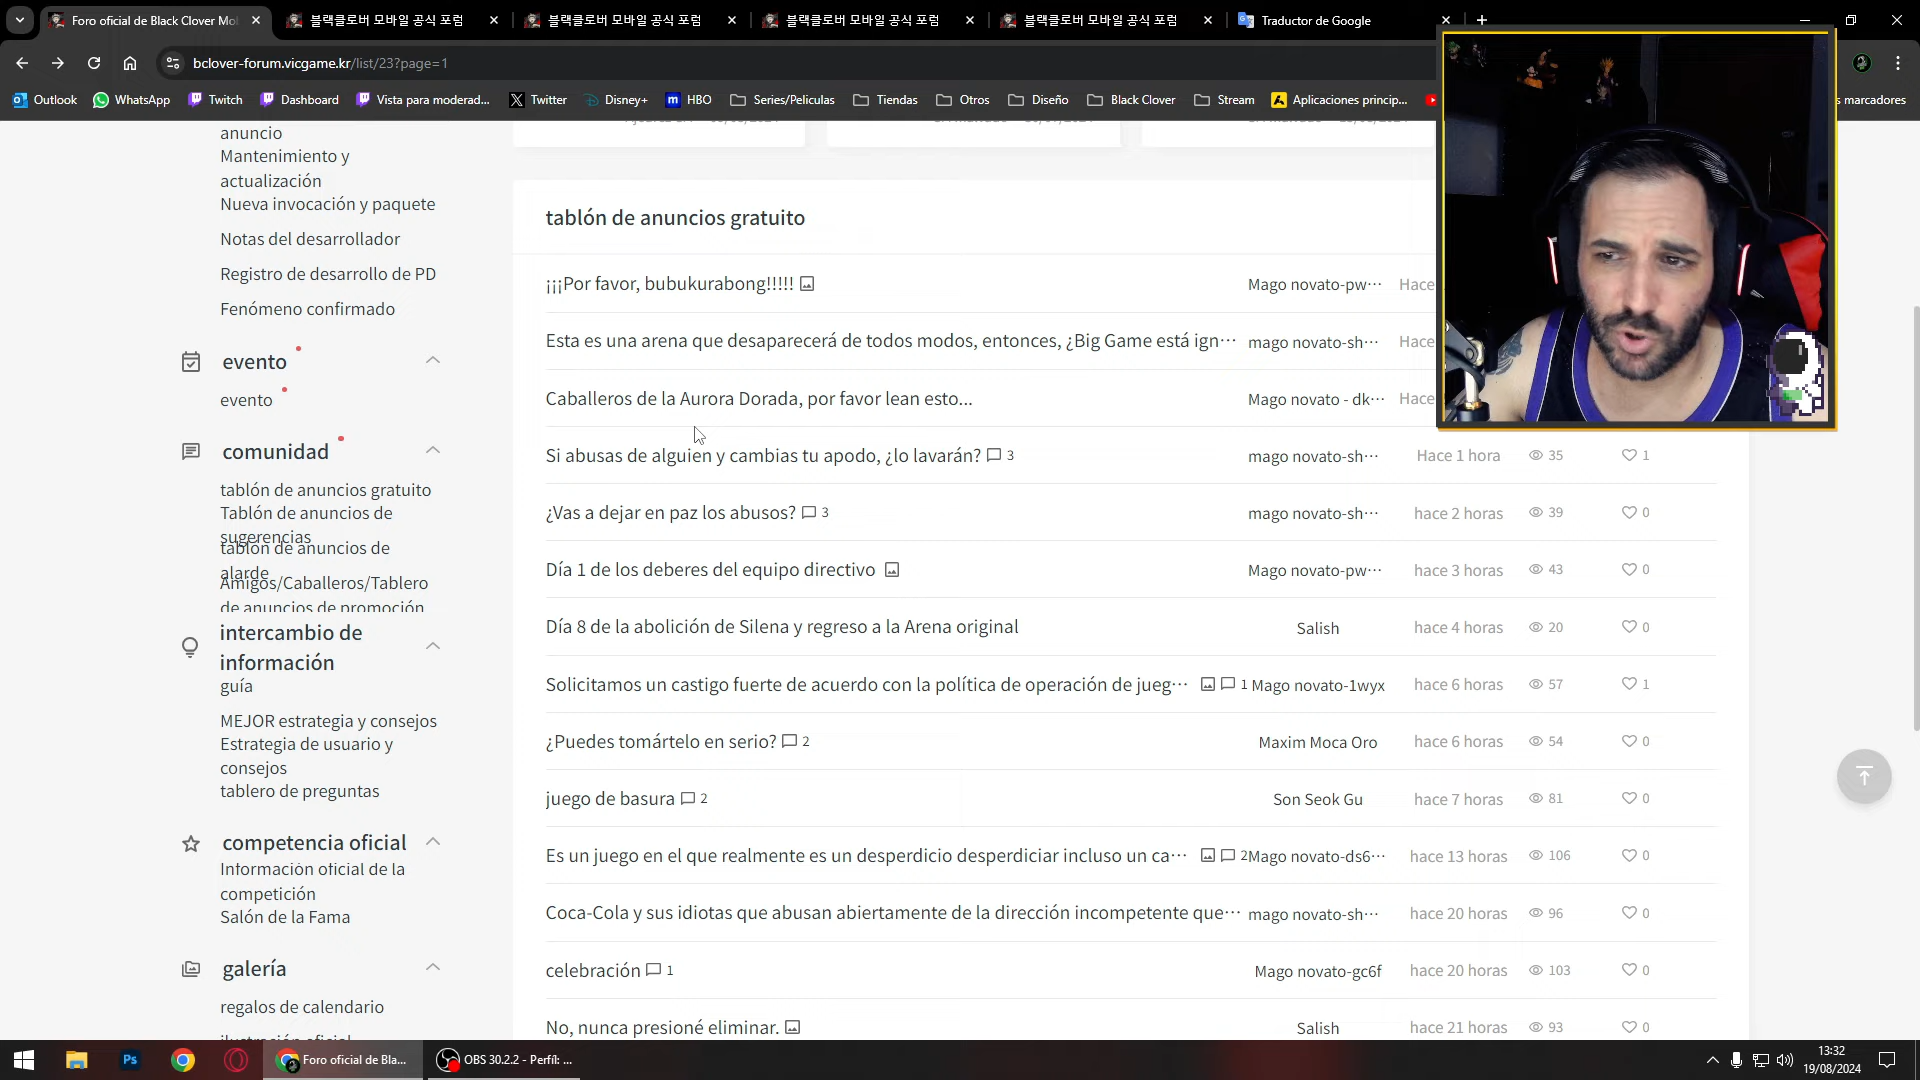 Foro oficial de Black Clover Mo
블랙클로버 모바일 공식 포럼
블랙클로버 모바일 공식 포럼
블랙클로버 모바일 공식 포럼
블랙클로버 모바일 공식 포럼
Traductor de Google
bclover-forum.vicgame.kr/list/23?page=1
Outlook
WhatsApp
Twitch
Dashboard
Vista para moderad...
Twitter
Disney+
HBO
Series/Peliculas
Tiendas
Otros
Diseño
Black Clover
Stream
Aplicaciones princip...
s marcadores
anuncio
Mantenimiento y
actualización
Nueva invocación y paquete
Notas del desarrollador
Registro de desarrollo de PD
Fenómeno confirmado
evento
evento
comunidad
tablón de anuncios gratuito
Tablón de anuncios de
sugerencias
tablón de anuncios de
alarde
Amigos/Caballeros/Tablero
de anuncios de promoción
intercambio de
información
guía
MEJOR estrategia y consejos
Estrategia de usuario y
consejos
tablero de preguntas
competencia oficial
Información oficial de la
competición
Salón de la Fama
galería
regalos de calendario
ilustración oficial
tablón de anuncios gratuito
¡¡¡Por favor, bubukurabong!!!!! Mago novato-pw··· Hace
Esta es una arena que desaparecerá de todos modos, entonces, ¿Big Game está ign··· mago novato-sh··· Hace
Caballeros de la Aurora Dorada, por favor lean esto... Mago novato - dk··· Hace
Si abusas de alguien y cambias tu apodo, ¿lo lavarán? 3 mago novato-sh··· Hace 1 hora 35 1
¿Vas a dejar en paz los abusos? 3 mago novato-sh··· hace 2 horas 39 0
Día 1 de los deberes del equipo directivo Mago novato-pw··· hace 3 horas 43 0
Día 8 de la abolición de Silena y regreso a la Arena original Salish hace 4 horas 20 0
Solicitamos un castigo fuerte de acuerdo con la política de operación de jueg··· 1 Mago novato-1wyx hace 6 horas 57 1
¿Puedes tomártelo en serio? 2 Maxim Moca Oro hace 6 horas 54 0
juego de basura 2 Son Seok Gu hace 7 horas 81 0
Es un juego en el que realmente es un desperdicio desperdiciar incluso un ca··· 2 Mago novato-ds6··· hace 13 horas 106 0
Coca-Cola y sus idiotas que abusan abiertamente de la dirección incompetente que··· mago novato-sh··· hace 20 horas 96 0
celebración 1 Mago novato-gc6f hace 20 horas 103 0
No, nunca presioné eliminar. Salish hace 21 horas 93 0
Foro oficial de Bla...
OBS 30.2.2 - Perfil: ...
13:32
19/08/2024